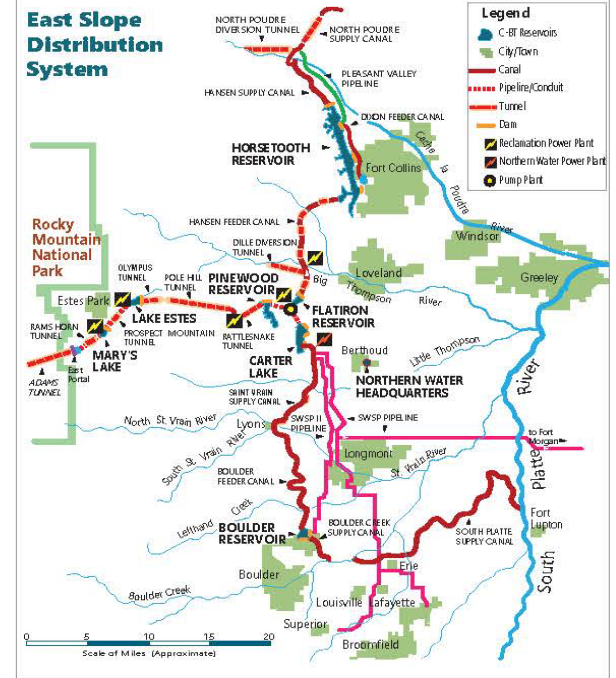 East Slope
Distribution
System
NORTH POUDRE
DIVERSION TUNNEL
NORTH POUDRE
SUPPLY CANAL
Legend
C-BT Reservoirs
City/Town
Canal
Pipeline/Conduit
Tunnel
Dam
Reclamation Power Plant
Northern Water Power Plant
Pump Plant
PLEASANT VALLEY
PIPELINE
HANSEN SUPPLY CANAL
DIXON FEEDER CANAL
HORSETOOTH
RESERVOIR
Cache la Poudre River
Fort Collins
HANSEN FEEDER CANAL
Windsor
Rocky
Mountain
National
Park
DILLE DIVERSION
TUNNEL
Big Thompson River
Loveland
Greeley
OLYMPUS
TUNNEL
POLE HILL
TUNNEL
PINEWOOD
RESERVOIR
Estes Park
LAKE ESTES
FLATIRON
RESERVOIR
RAMS HORN
TUNNEL
PROSPECT MOUNTAIN
TUNNEL
RATTLESNAKE
TUNNEL
Little Thompson
MARY'S
LAKE
CARTER
LAKE
Berthoud
East
Portal
ADAMS
TUNNEL
NORTHERN WATER
HEADQUARTERS
SAINT VRAIN
SUPPLY CANAL
North St. Vrain River
Lyons
SWSP II
PIPELINE
SWSP PIPELINE
to Fort
Morgan
South St. Vrain River
Longmont
St. Vrain River
BOULDER
FEEDER CANAL
Lefthand Creek
BOULDER
RESERVOIR
BOULDER CREEK
SUPPLY CANAL
SOUTH PLATTE
SUPPLY CANAL
Fort
Lupton
South Platte River
Boulder
Erie
Boulder Creek
Louisville
Lafayette
Superior
Broomfield
0 5 10 15 20
Scale of Miles (Approximate)